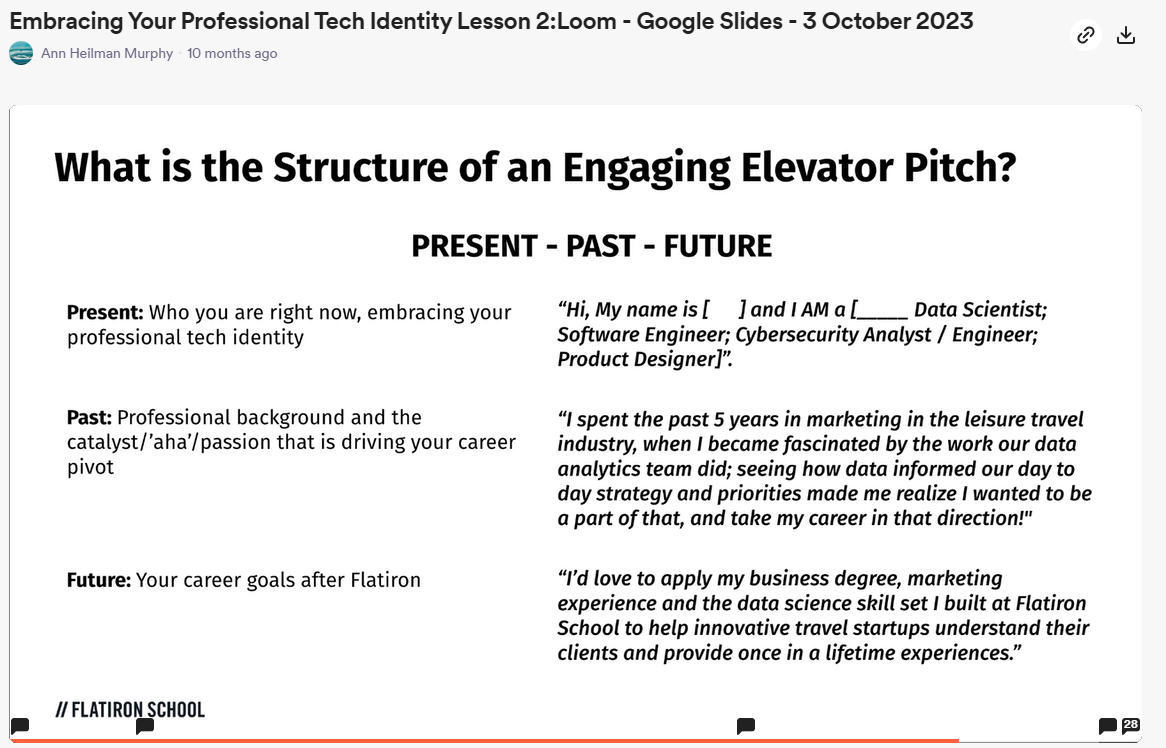 Embracing Your Professional Tech Identity Lesson 2:Loom - Google Slides - 3 October 2023
Ann Heilman Murphy · 10 months ago
What is the Structure of an Engaging Elevator Pitch?
PRESENT - PAST - FUTURE
Present: Who you are right now, embracing your
professional tech identity
“Hi, My name is [ ] and I AM a [_____ Data Scientist;
Software Engineer; Cybersecurity Analyst / Engineer;
Product Designer]”.
Past: Professional background and the
catalyst/’aha’/passion that is driving your career
pivot
“I spent the past 5 years in marketing in the leisure travel
industry, when I became fascinated by the work our data
analytics team did; seeing how data informed our day to
day strategy and priorities made me realize I wanted to be
a part of that, and take my career in that direction!"
Future: Your career goals after Flatiron
“I’d love to apply my business degree, marketing
experience and the data science skill set I built at Flatiron
School to help innovative travel startups understand their
clients and provide once in a lifetime experiences.”
// FLATIRON SCHOOL
28